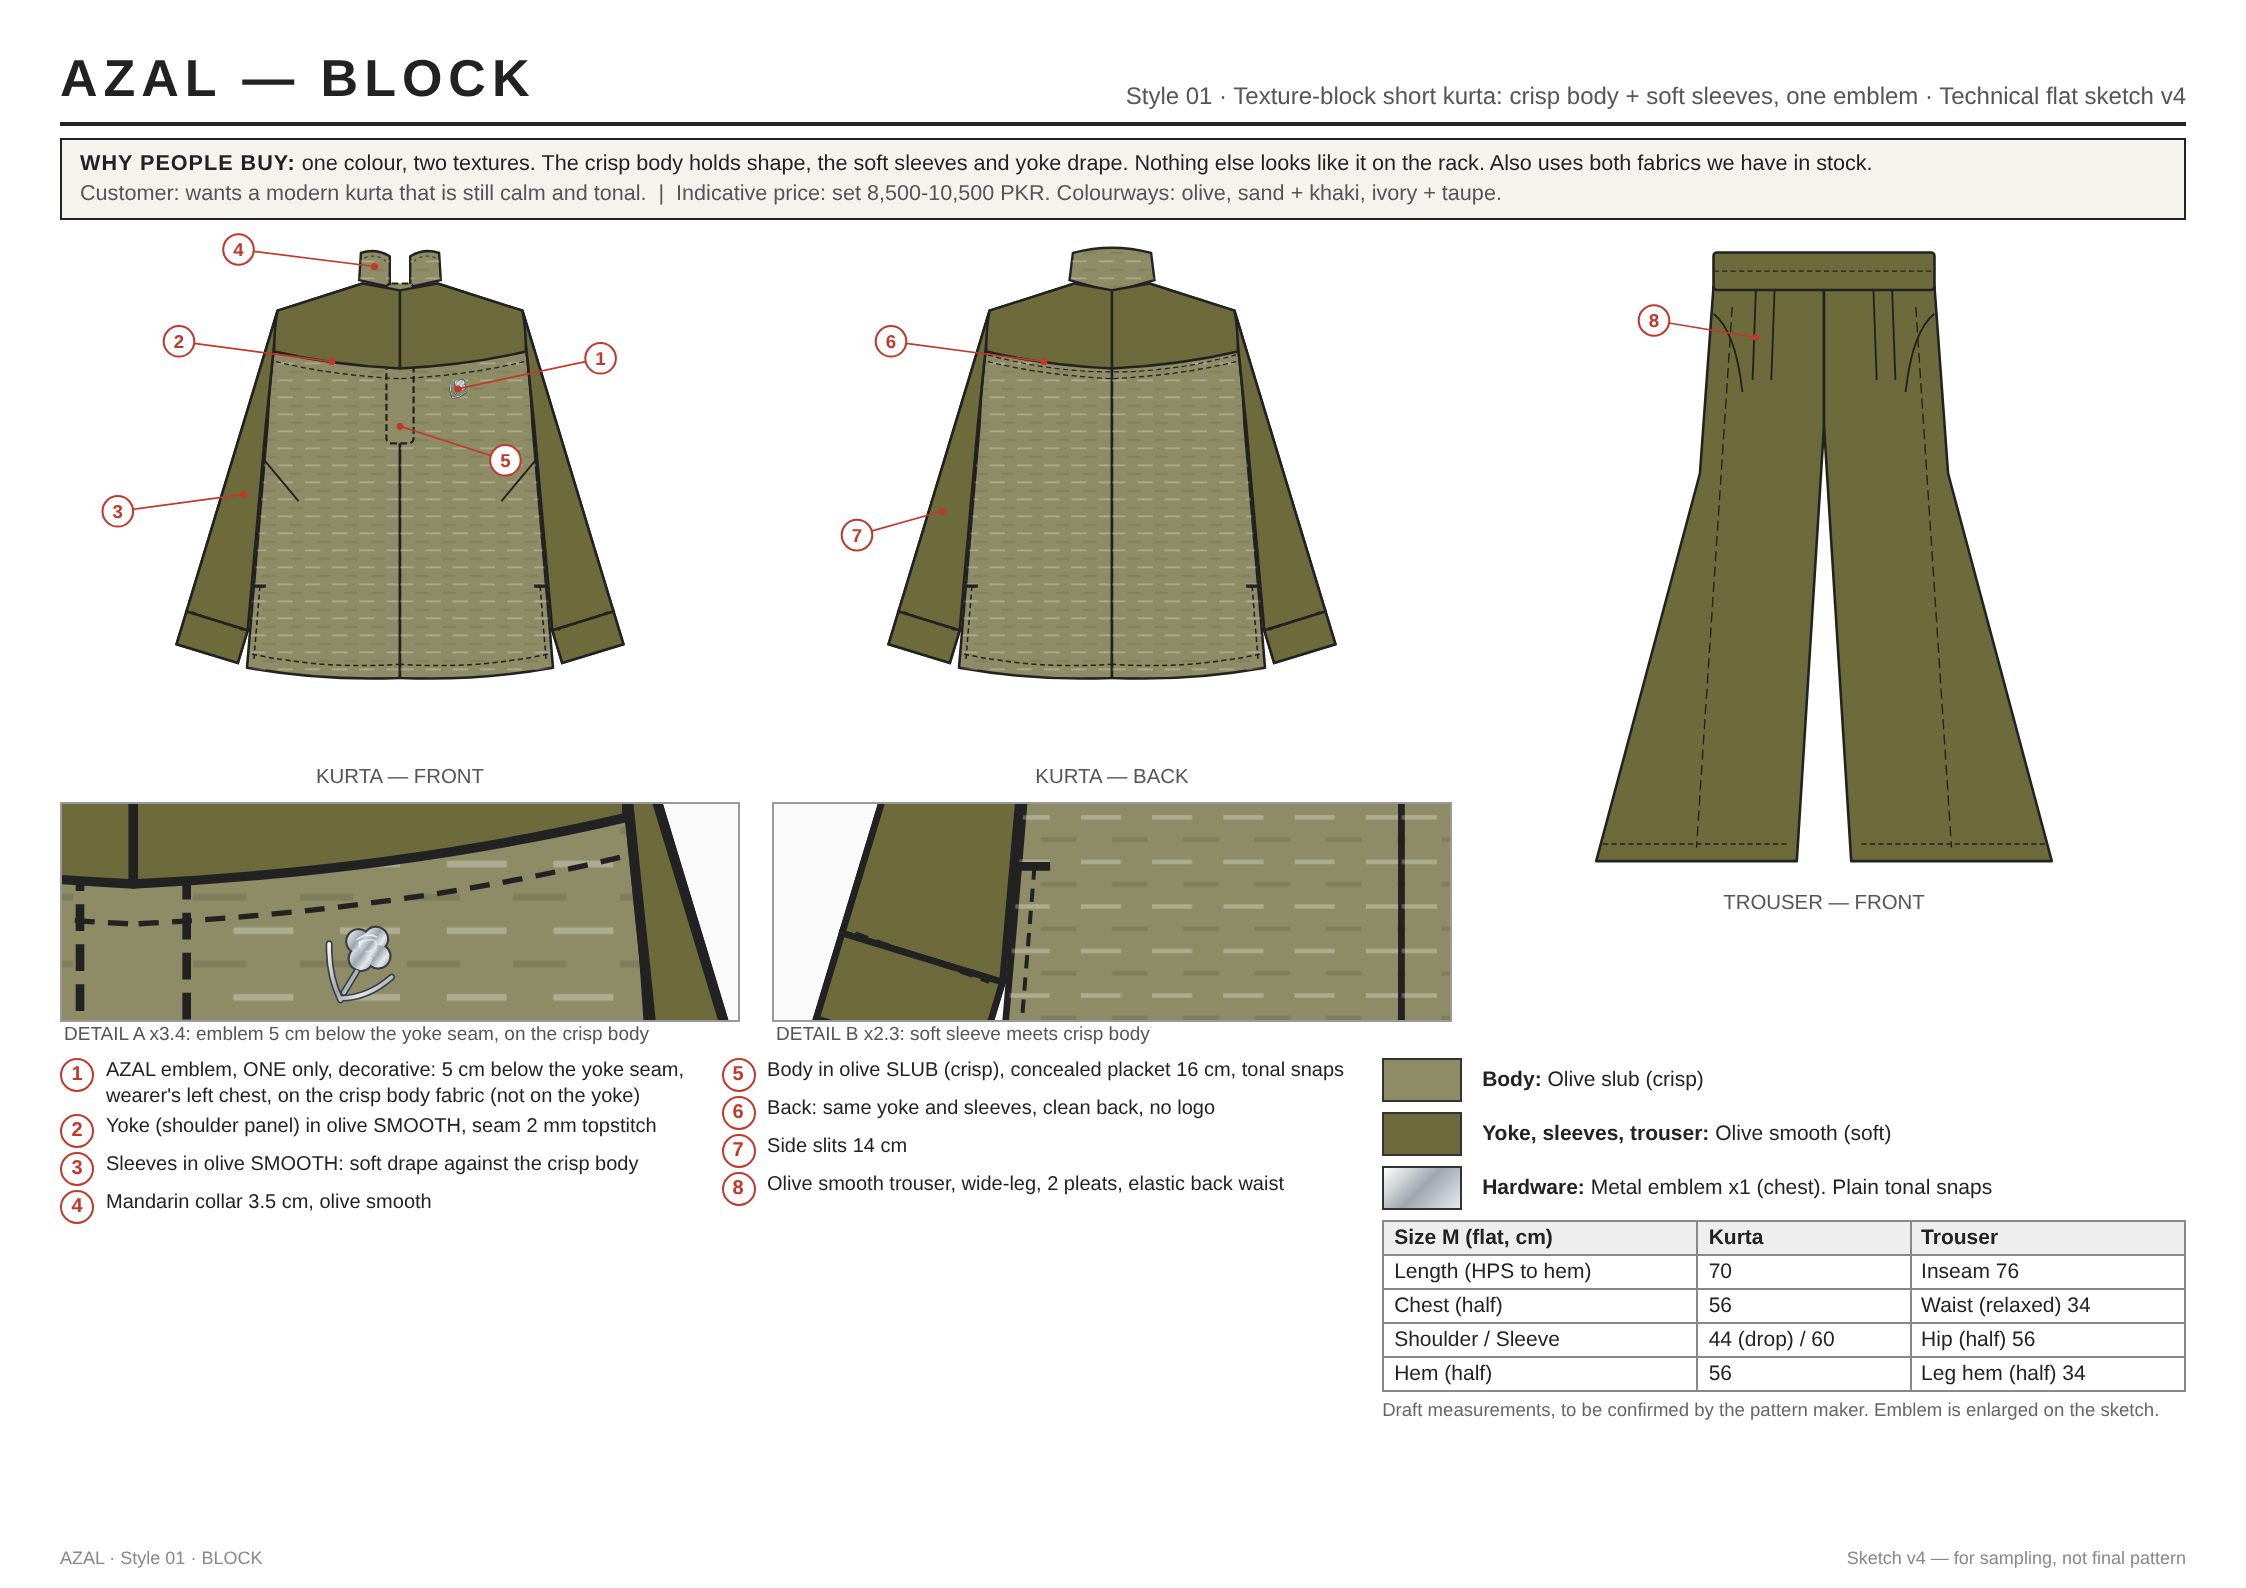 AZAL — BLOCK
Style 01 · Texture-block short kurta: crisp body + soft sleeves, one emblem · Technical flat sketch v4
WHY PEOPLE BUY: one colour, two textures. The crisp body holds shape, the soft sleeves and yoke drape. Nothing else looks like it on the rack. Also uses both fabrics we have in stock.
Customer: wants a modern kurta that is still calm and tonal. | Indicative price: set 8,500-10,500 PKR. Colourways: olive, sand + khaki, ivory + taupe.
4
2
1
5
3
6
7
8
KURTA — FRONT
KURTA — BACK
TROUSER — FRONT
DETAIL A x3.4: emblem 5 cm below the yoke seam, on the crisp body
DETAIL B x2.3: soft sleeve meets crisp body
1 AZAL emblem, ONE only, decorative: 5 cm below the yoke seam,
wearer's left chest, on the crisp body fabric (not on the yoke)
2 Yoke (shoulder panel) in olive SMOOTH, seam 2 mm topstitch
3 Sleeves in olive SMOOTH: soft drape against the crisp body
4 Mandarin collar 3.5 cm, olive smooth
5 Body in olive SLUB (crisp), concealed placket 16 cm, tonal snaps
6 Back: same yoke and sleeves, clean back, no logo
7 Side slits 14 cm
8 Olive smooth trouser, wide-leg, 2 pleats, elastic back waist
Body: Olive slub (crisp)
Yoke, sleeves, trouser: Olive smooth (soft)
Hardware: Metal emblem x1 (chest). Plain tonal snaps
Size M (flat, cm) Kurta Trouser
Length (HPS to hem) 70 Inseam 76
Chest (half) 56 Waist (relaxed) 34
Shoulder / Sleeve 44 (drop) / 60 Hip (half) 56
Hem (half) 56 Leg hem (half) 34
Draft measurements, to be confirmed by the pattern maker. Emblem is enlarged on the sketch.
AZAL · Style 01 · BLOCK
Sketch v4 — for sampling, not final pattern